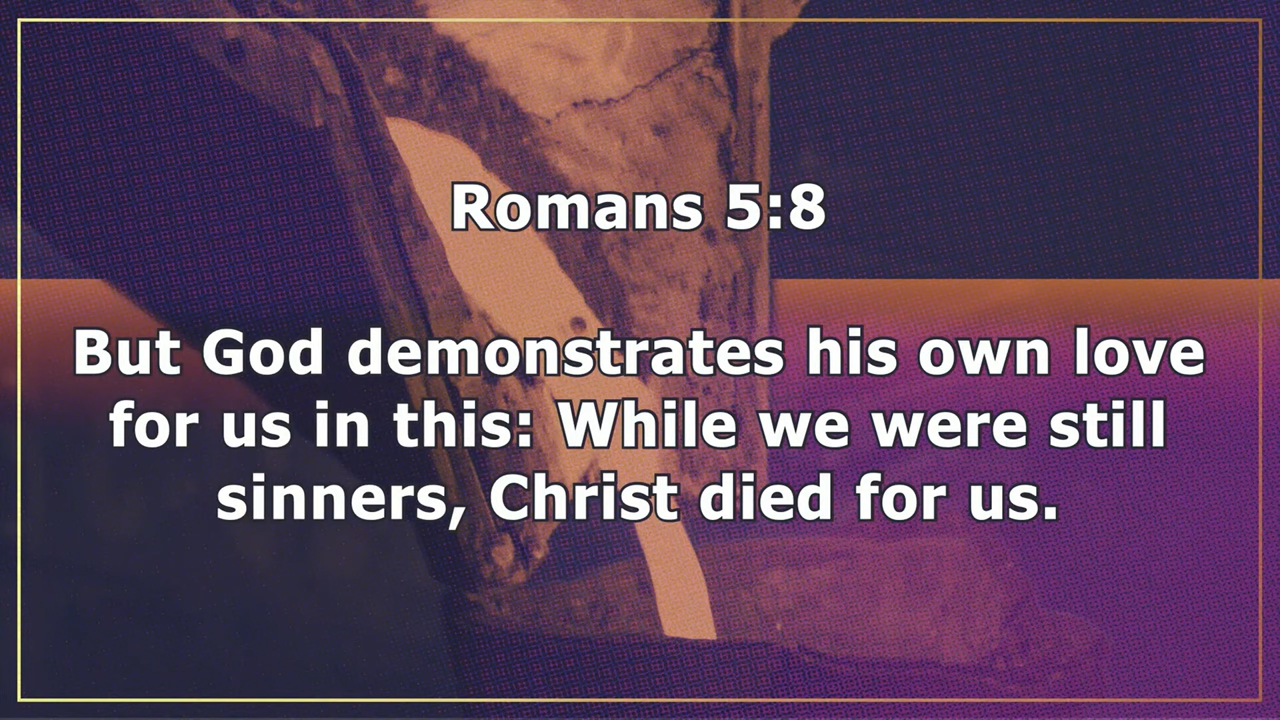 Romans 5:8
But God demonstrates his own love
for us in this: While we were still
sinners, Christ died for us.